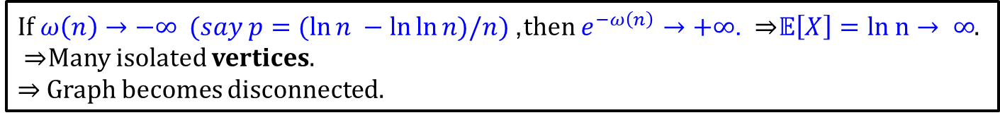 If ω(n) → −∞ (say p = (ln n − ln ln n)/n) ,then e^{−ω(n)} → +∞. ⇒𝔼[X] = ln n → ∞.
⇒Many isolated vertices.
⇒ Graph becomes disconnected.